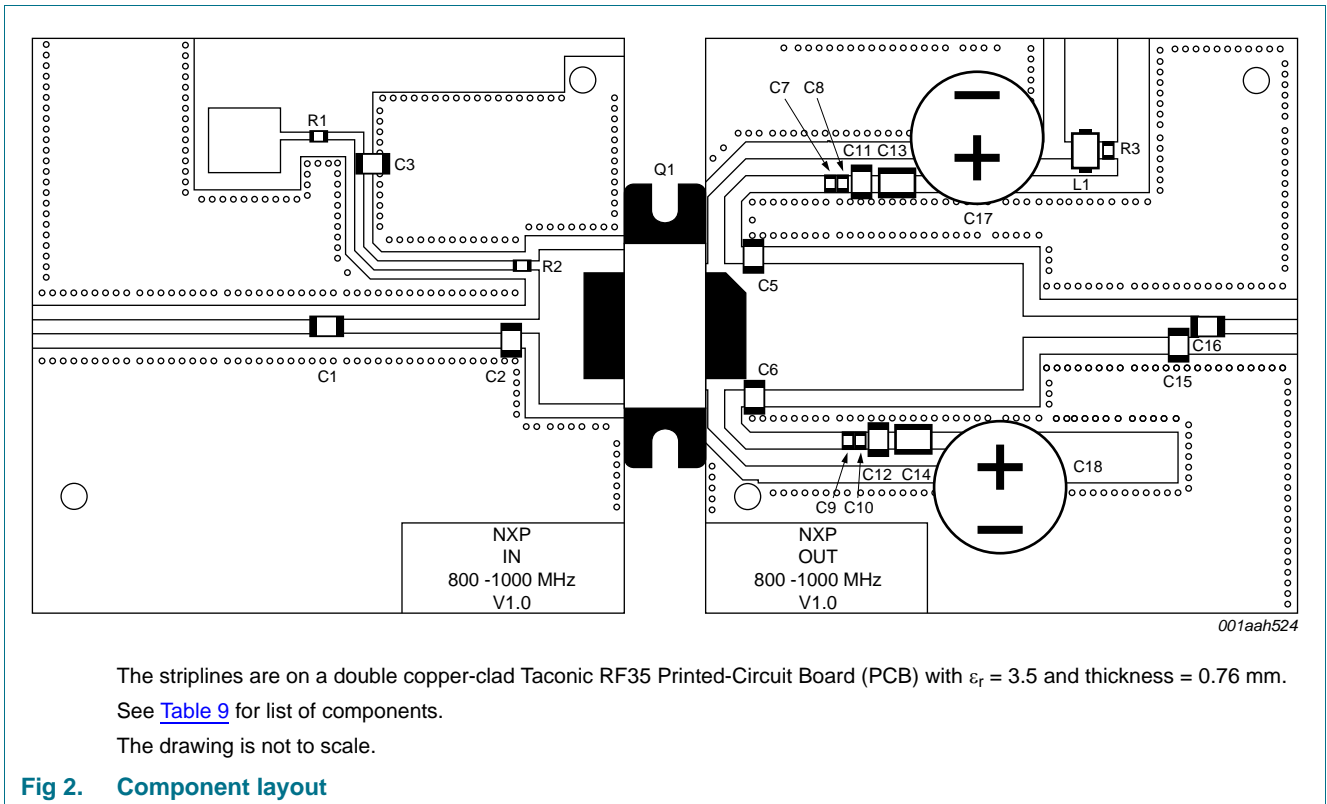 R1
C3
R2
C1
C2
Q1
C7 C8
C11 C13
R3
L1
C17
C5
C6
C16
C15
C12 C14
C18
C9 C10
NXP
IN
800 -1000 MHz
V1.0
NXP
OUT
800 -1000 MHz
V1.0
001aah524
The striplines are on a double copper-clad Taconic RF35 Printed-Circuit Board (PCB) with εr = 3.5 and thickness = 0.76 mm.
See Table 9 for list of components.
The drawing is not to scale.
Fig 2. Component layout